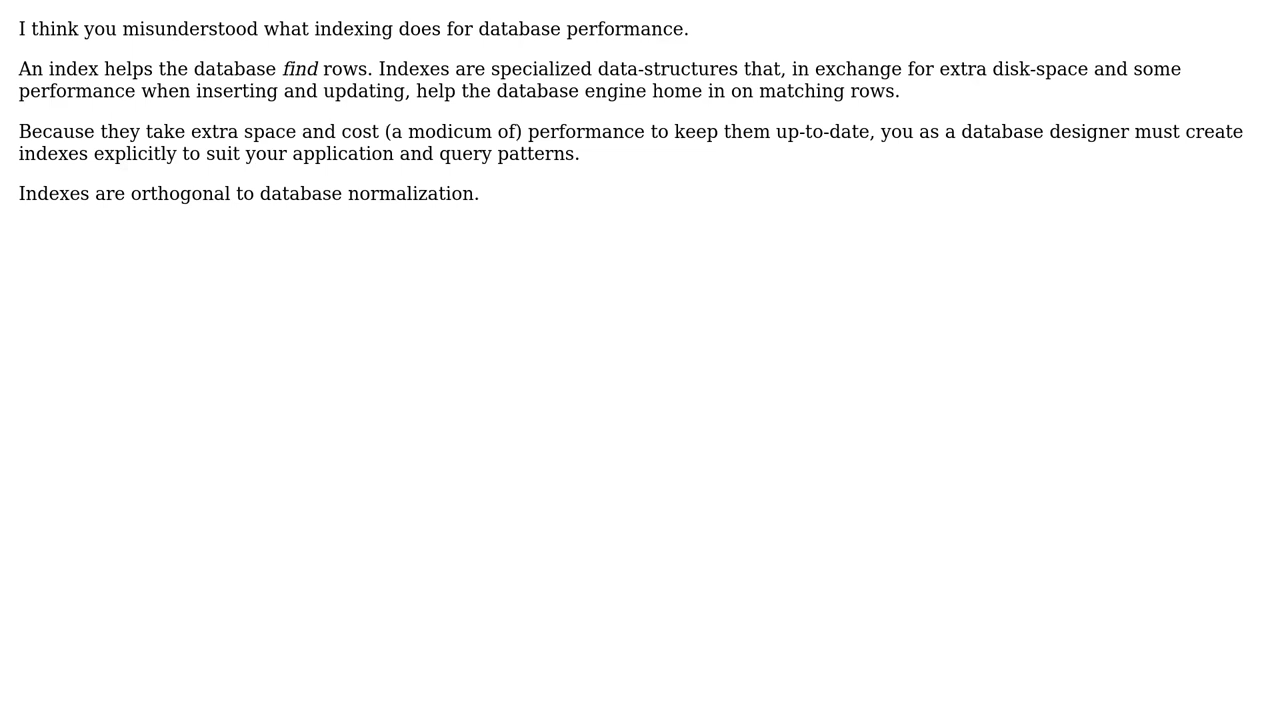 I think you misunderstood what indexing does for database performance.
An index helps the database find rows. Indexes are specialized data-structures that, in exchange for extra disk-space and some
performance when inserting and updating, help the database engine home in on matching rows.
Because they take extra space and cost (a modicum of) performance to keep them up-to-date, you as a database designer must create
indexes explicitly to suit your application and query patterns.
Indexes are orthogonal to database normalization.